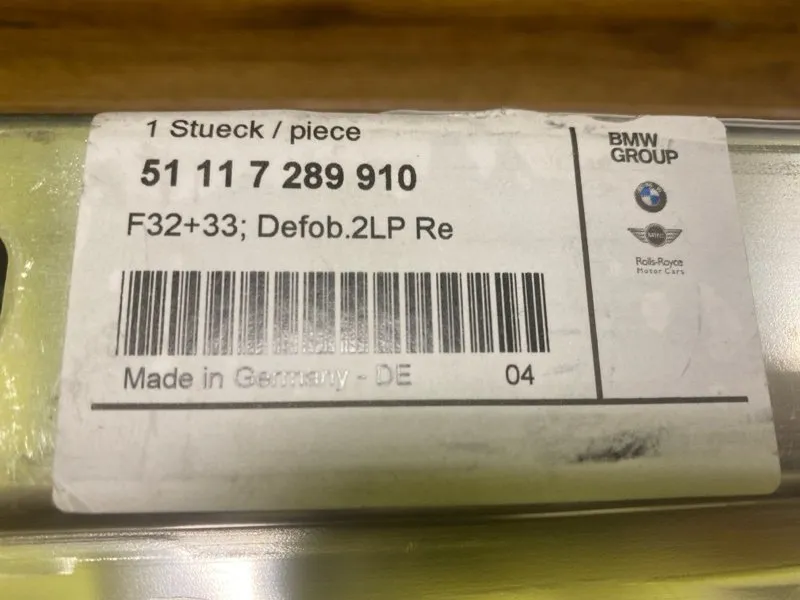 1 Stueck / piece
51 11 7 289 910
F32+33; Defob.2LP Re
Made in Germany - DE
04
BMW
GROUP
MINI
Rolls-Royce
Motor Cars